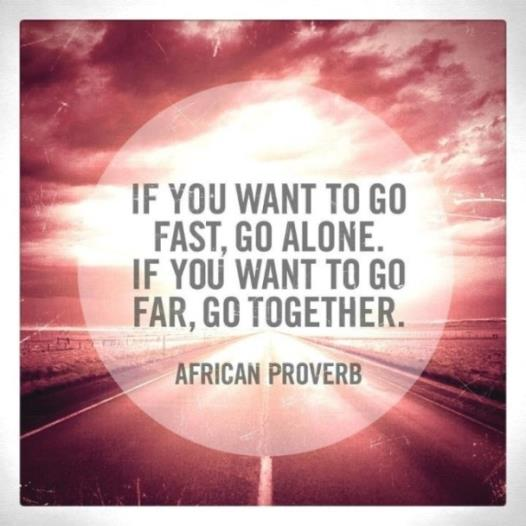 IF YOU WANT TO GO
FAST, GO ALONE.
IF YOU WANT TO GO
FAR, GO TOGETHER.
AFRICAN PROVERB